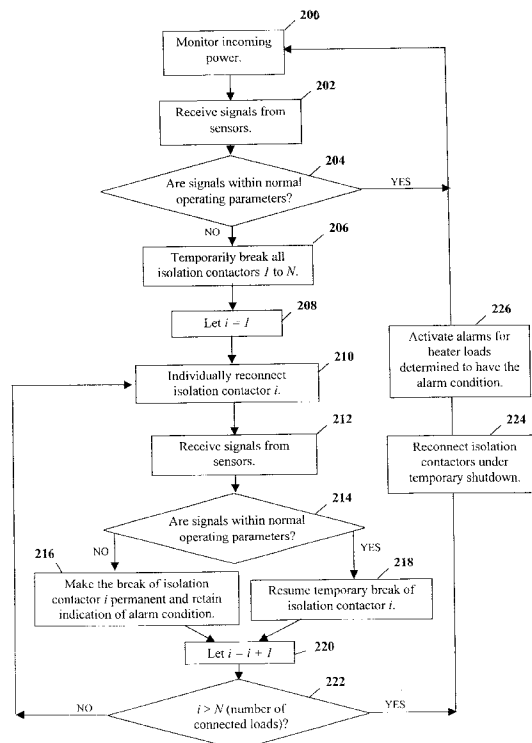 200
Monitor incoming
power.
202
Receive signals from
sensors.
204
Are signals within normal
operating parameters?
YES
NO
206
Temporarily break all
isolation contactors 1 to N.
208
Let i = 1
210
Individually reconnect
isolation contactor i.
212
Receive signals from
sensors.
214
Are signals within normal
operating parameters?
NO
YES
216
Make the break of isolation
contactor i permanent and retain
indication of alarm condition.
218
Resume temporary break of
isolation contactor i.
220
Let i = i + 1
222
i > N (number of
connected loads)?
NO
YES
224
Reconnect isolation
contactors under
temporary shutdown.
226
Activate alarms for
heater loads
determined to have the
alarm condition.